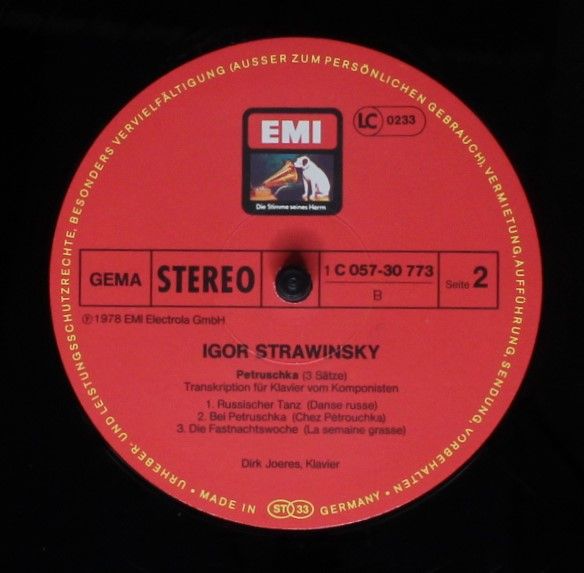 URHEBER- UND LEISTUNGSSCHUTZRECHTE, BESONDERS VERVIELFÄLTIGUNG (AUSSER ZUM PERSÖNLICHEN GEBRAUCH), VERMIETUNG, AUFFÜHRUNG, SENDUNG, VORBEHALTEN
EMI
Die Stimme seines Herrn
LC 0233
GEMA STEREO 1 C 057-30 773 Seite 2
B
Ⓟ 1978 EMI Electrola GmbH
IGOR STRAWINSKY
Petruschka (3 Sätze)
Transkription für Klavier vom Komponisten
1. Russischer Tanz (Danse russe)
2. Bei Petruschka (Chez Pétrouchka)
3. Die Fastnachtswoche (La semaine grasse)
Dirk Joeres, Klavier
• MADE IN ST 33 GERMANY •